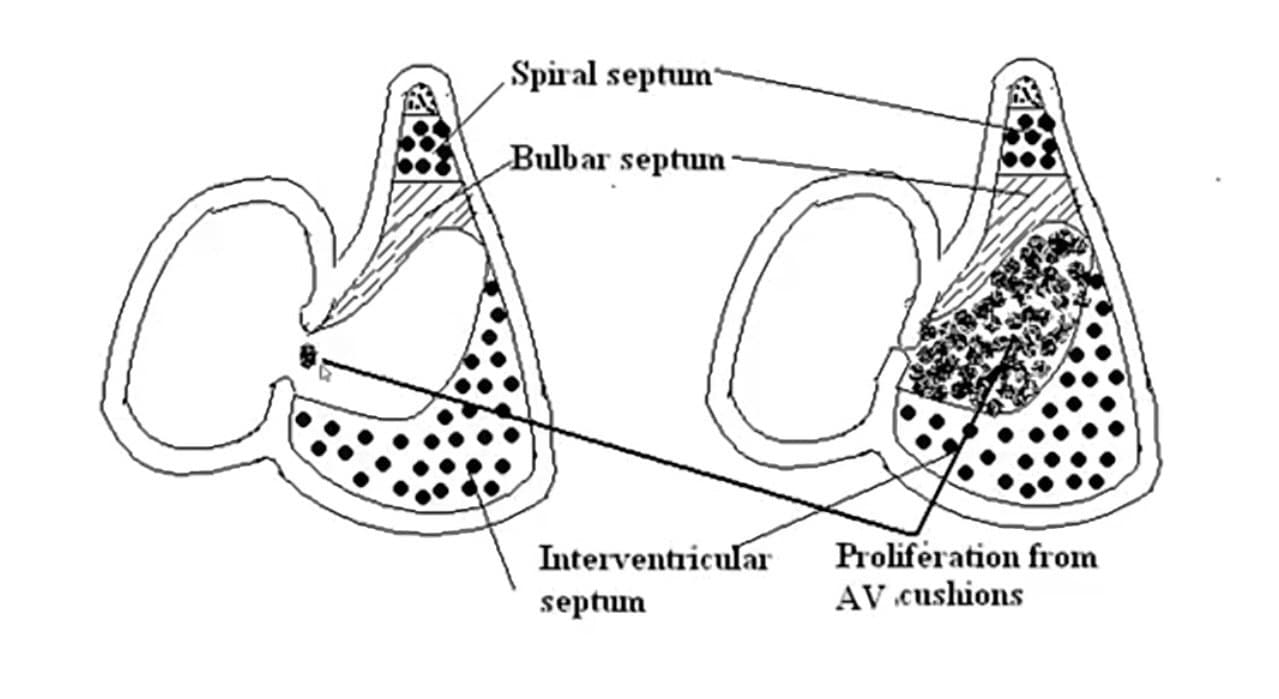 Spiral septum
Bulbar septum
Interventricular
septum
Proliferation from
AV cushions